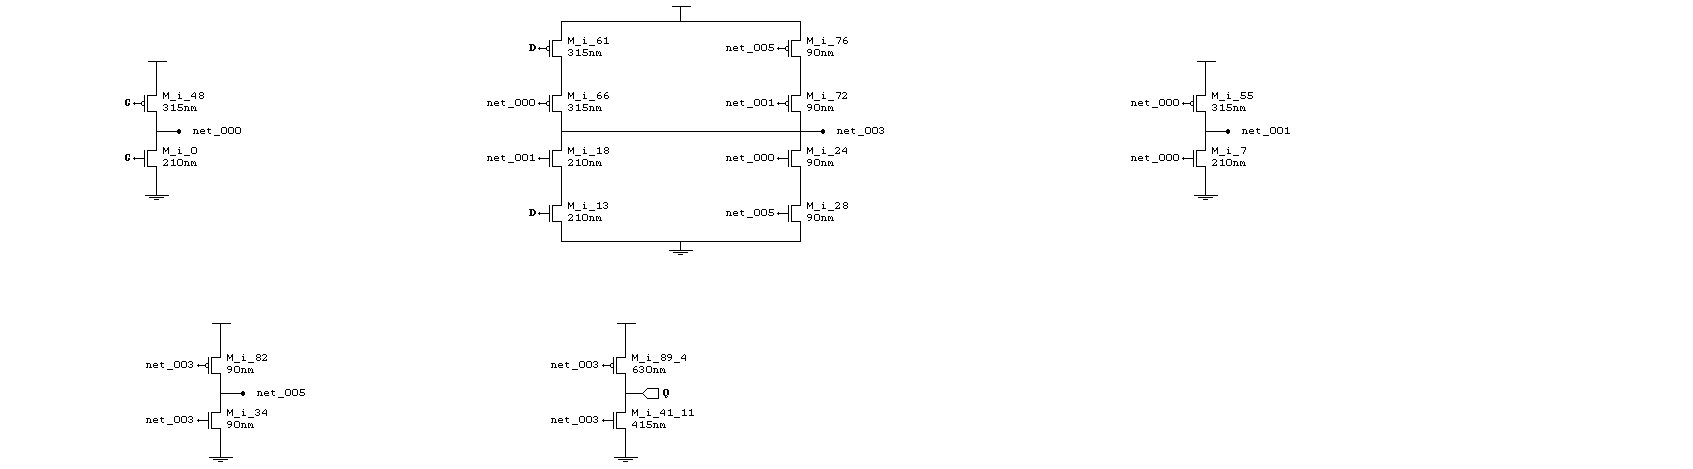 M_i_48
315nm
G
net_000
M_i_0
210nm
G
M_i_61
315nm
D
M_i_66
315nm
net_000
M_i_18
210nm
net_001
M_i_13
210nm
D
M_i_76
90nm
net_005
M_i_72
90nm
net_001
net_003
M_i_24
90nm
net_000
M_i_28
90nm
net_005
M_i_55
315nm
net_000
net_001
M_i_7
210nm
net_000
M_i_82
90nm
net_003
net_005
M_i_34
90nm
net_003
M_i_89_4
630nm
net_003
Q
M_i_41_11
415nm
net_003